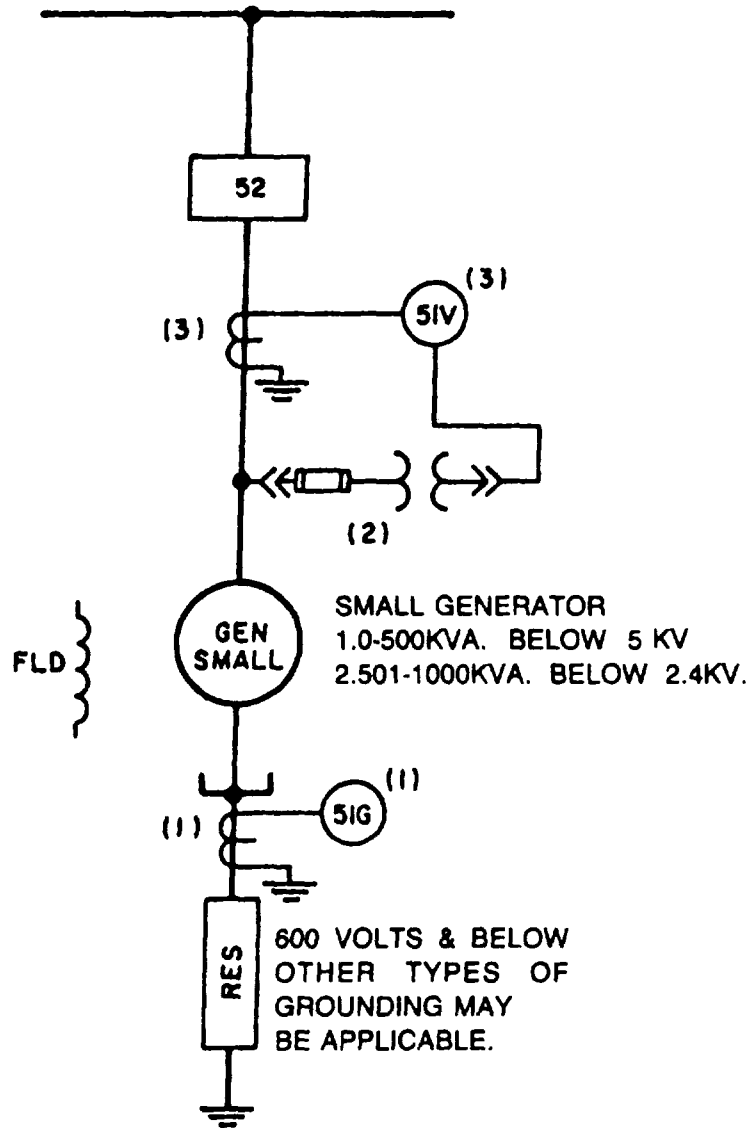 52
(3)
(3)
51V
(2)
GEN
SMALL
FLD
SMALL GENERATOR
1.0-500KVA. BELOW 5 KV
2.501-1000KVA. BELOW 2.4KV.
(1)
(1)
51G
RES
600 VOLTS & BELOW
OTHER TYPES OF
GROUNDING MAY
BE APPLICABLE.